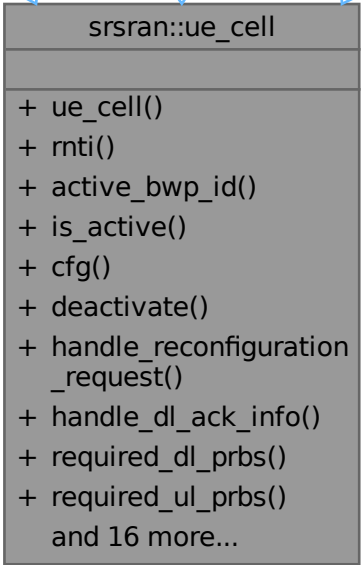 srsran::ue_cell
+ ue_cell()
+ rnti()
+ active_bwp_id()
+ is_active()
+ cfg()
+ deactivate()
+ handle_reconfiguration
_request()
+ handle_dl_ack_info()
+ required_dl_prbs()
+ required_ul_prbs()
and 16 more...